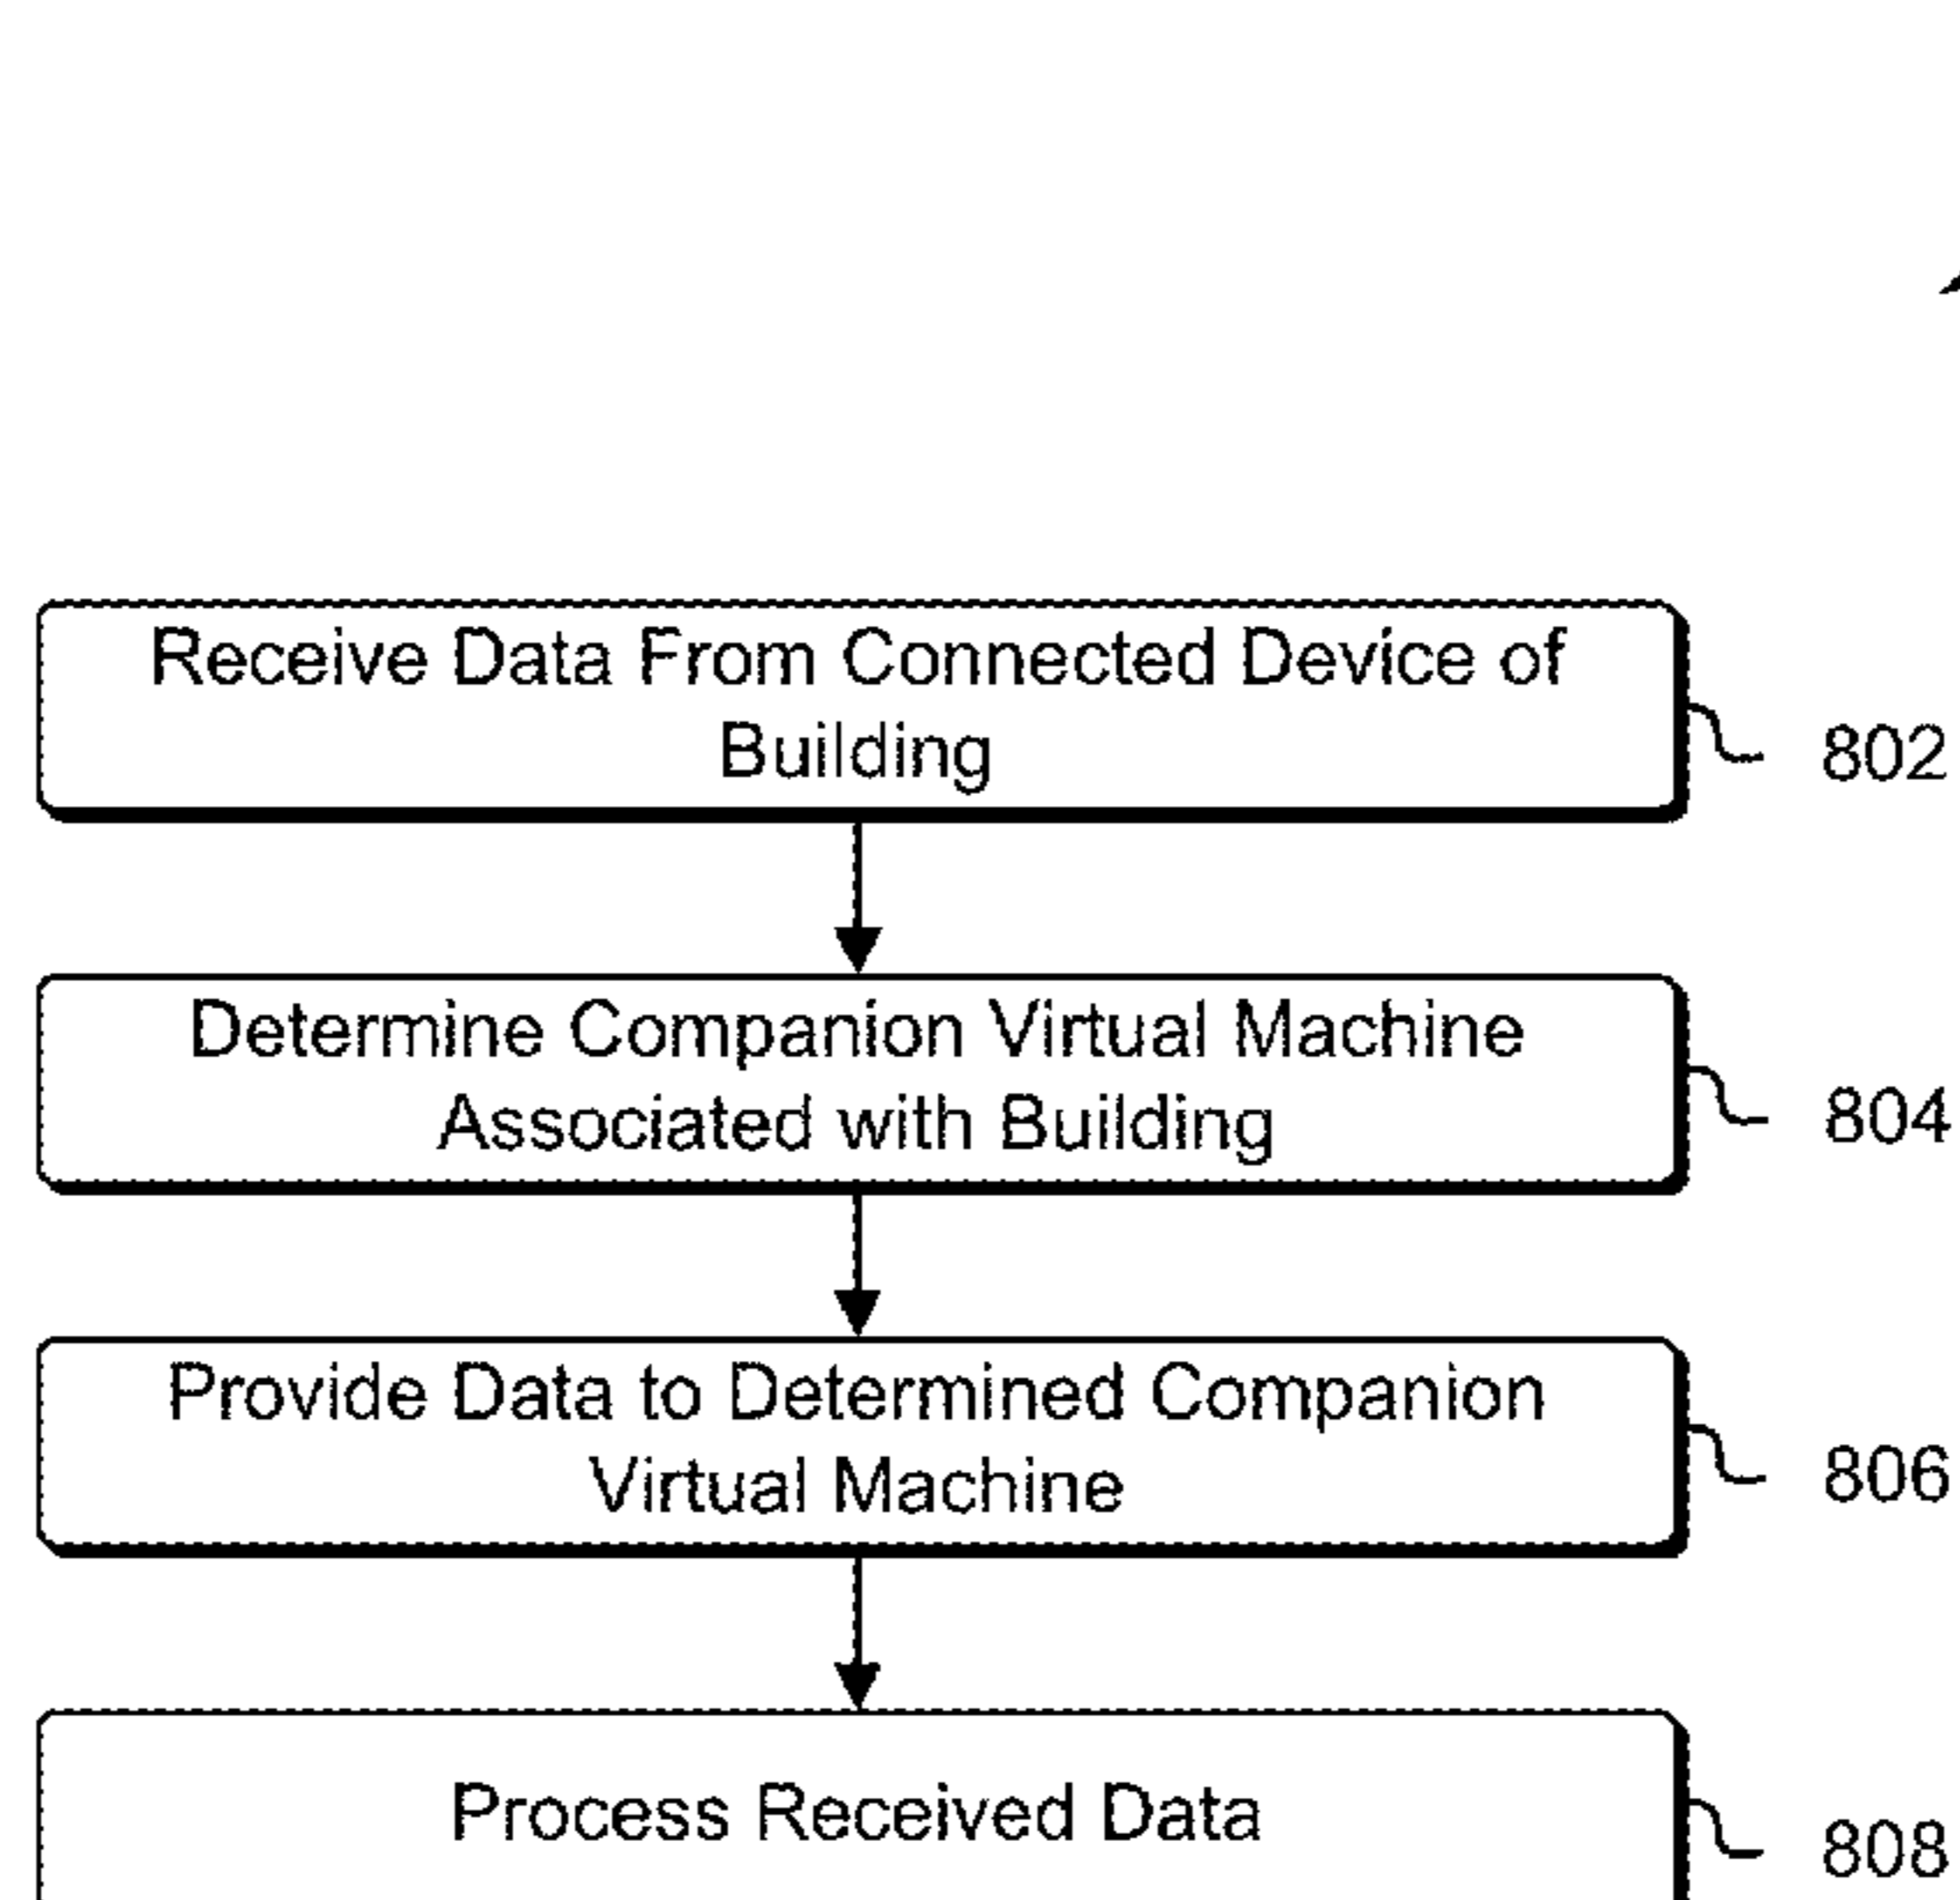 Receive Data From Connected Device of
Building
802
Determine Companion Virtual Machine
Associated with Building
804
Provide Data to Determined Companion
Virtual Machine
806
Process Received Data
808